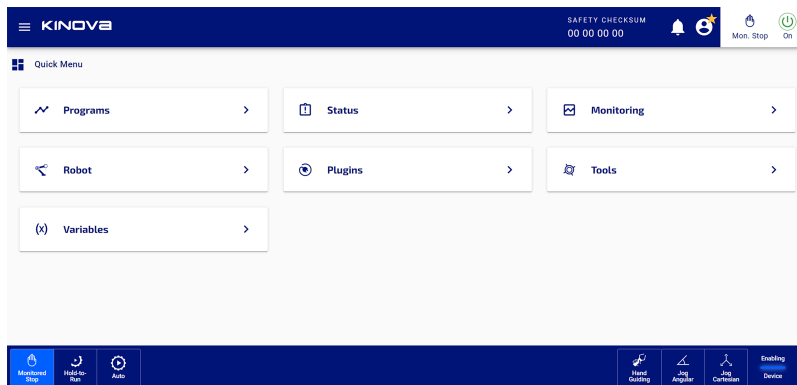 KINOVA
SAFETY CHECKSUM
00 00 00 00
Mon. Stop
On
Quick Menu
Programs
Status
Monitoring
Robot
Plugins
Tools
(x) Variables
Monitored
Stop
Hold-to-
Run
Auto
Hand
Guiding
Jog
Angular
Jog
Cartesian
Enabling
Device